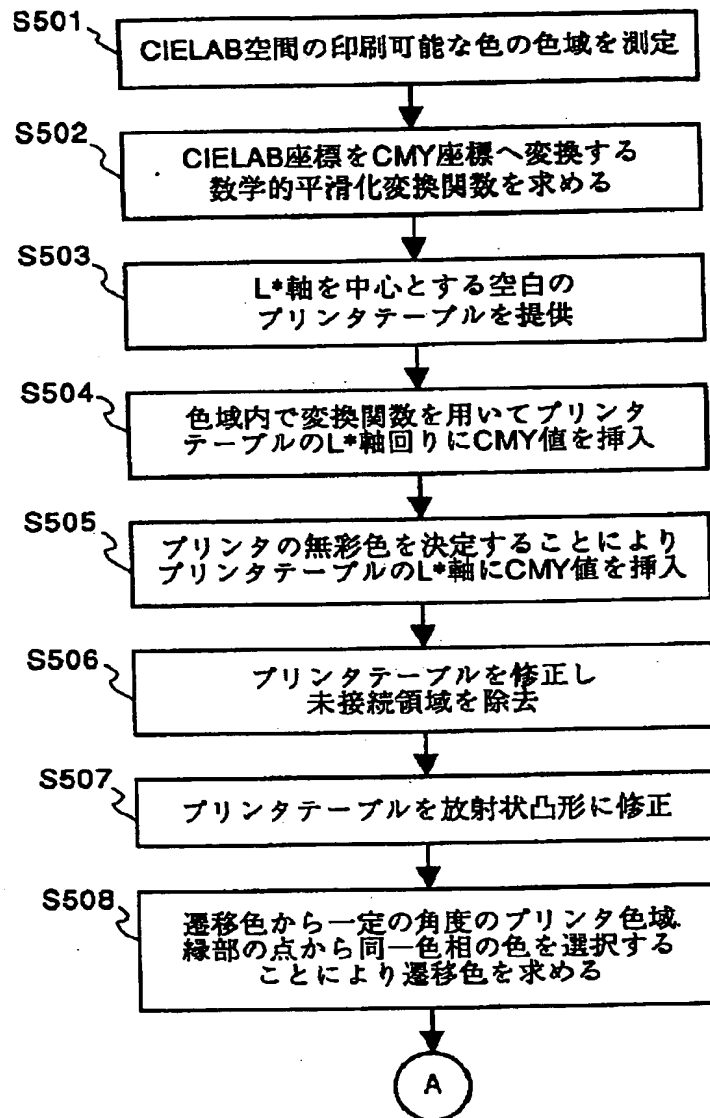 S501
CIELAB空間の印刷可能な色の色域を測定
S502
CIELAB座標をCMY座標へ変換する
数学的平滑化変換関数を求める
S503
L*軸を中心とする空白の
プリンタテーブルを提供
S504
色域内で変換関数を用いてプリンタ
テーブルのL*軸回りにCMY値を挿入
S505
プリンタの無彩色を決定することにより
プリンタテーブルのL*軸にCMY値を挿入
S506
プリンタテーブルを修正し
未接続領域を除去
S507
プリンタテーブルを放射状凸形に修正
S508
遷移色から一定の角度のプリンタ色域
縁部の点から同一色相の色を選択する
ことにより遷移色を求める
A